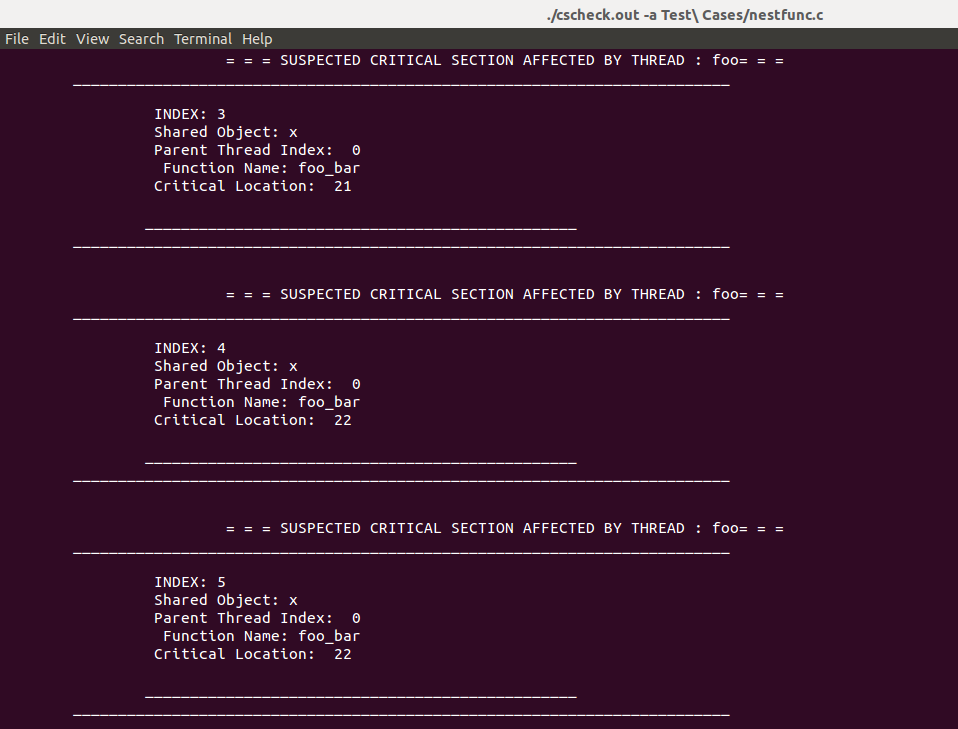 ./cscheck.out -a Test\ Cases/nestfunc.c
File Edit View Search Terminal Help
= = = SUSPECTED CRITICAL SECTION AFFECTED BY THREAD : foo= = =
INDEX: 3
Shared Object: x
Parent Thread Index:  0
Function Name: foo_bar
Critical Location:  21
= = = SUSPECTED CRITICAL SECTION AFFECTED BY THREAD : foo= = =
INDEX: 4
Shared Object: x
Parent Thread Index:  0
Function Name: foo_bar
Critical Location:  22
= = = SUSPECTED CRITICAL SECTION AFFECTED BY THREAD : foo= = =
INDEX: 5
Shared Object: x
Parent Thread Index:  0
Function Name: foo_bar
Critical Location:  22